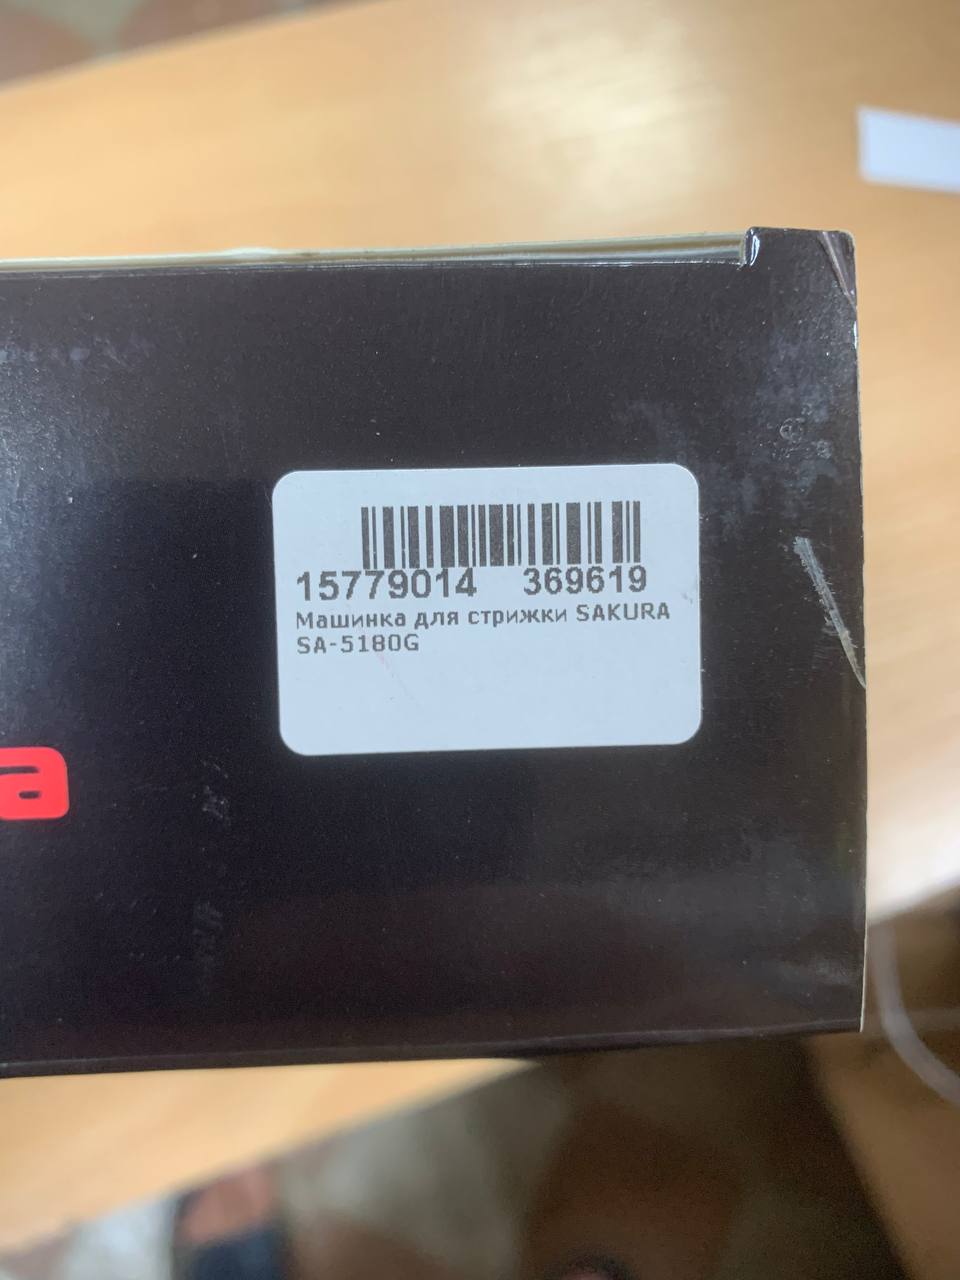 15779014 369619
Машинка для стрижки SAKURA
SA-5180G
a